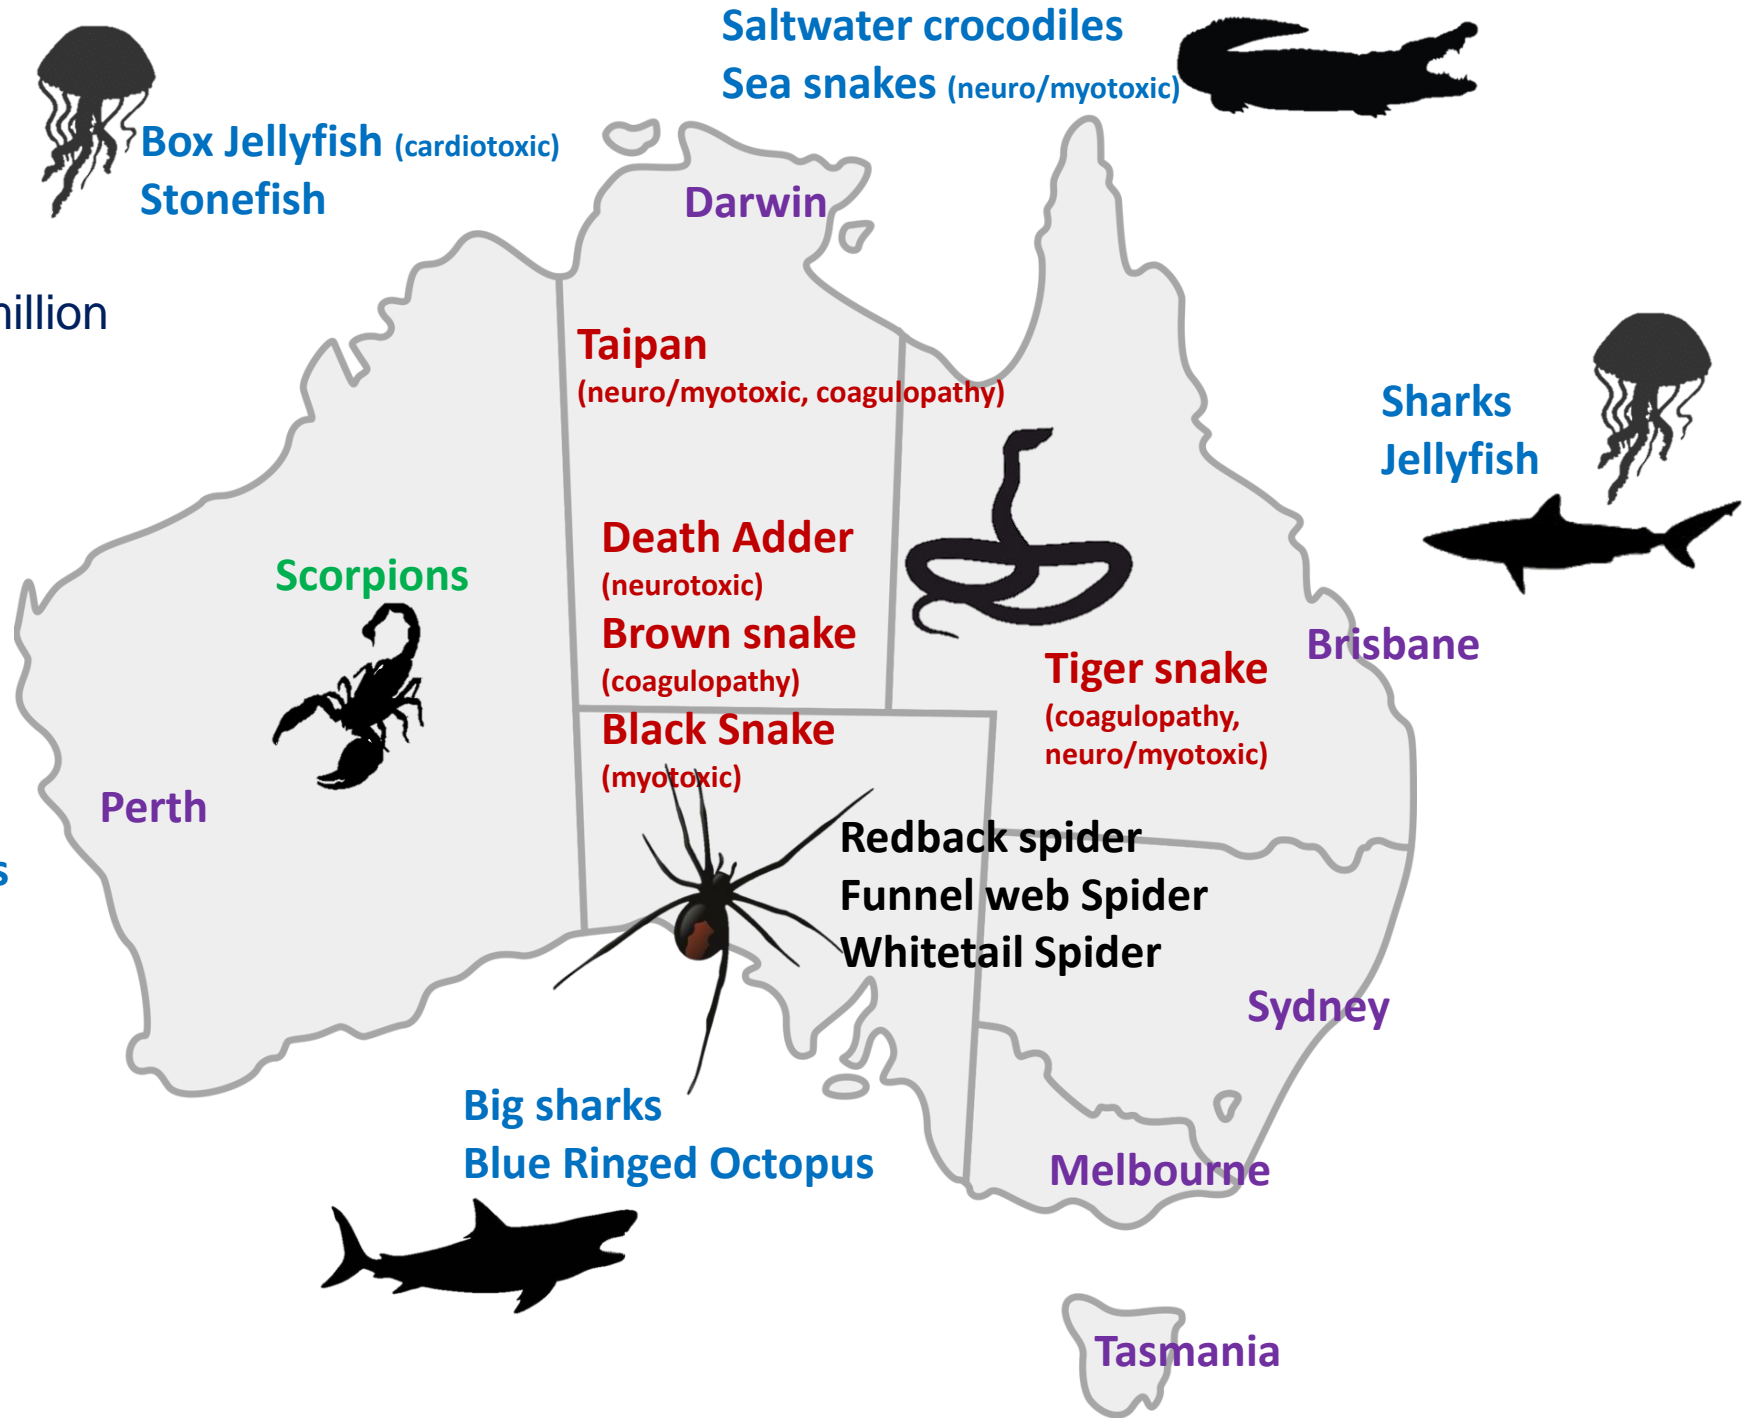 Saltwater crocodiles
Sea snakes (neuro/myotoxic)
Box Jellyfish (cardiotoxic)
Stonefish
Darwin
Taipan
(neuro/myotoxic, coagulopathy)
Sharks
Jellyfish
Death Adder
(neurotoxic)
Scorpions
Brown snake
(coagulopathy)
Brisbane
Tiger snake
(coagulopathy,
neuro/myotoxic)
Black Snake
(myotoxic)
Perth
Redback spider
Funnel web Spider
Whitetail Spider
Sydney
Big sharks
Blue Ringed Octopus
Melbourne
Tasmania